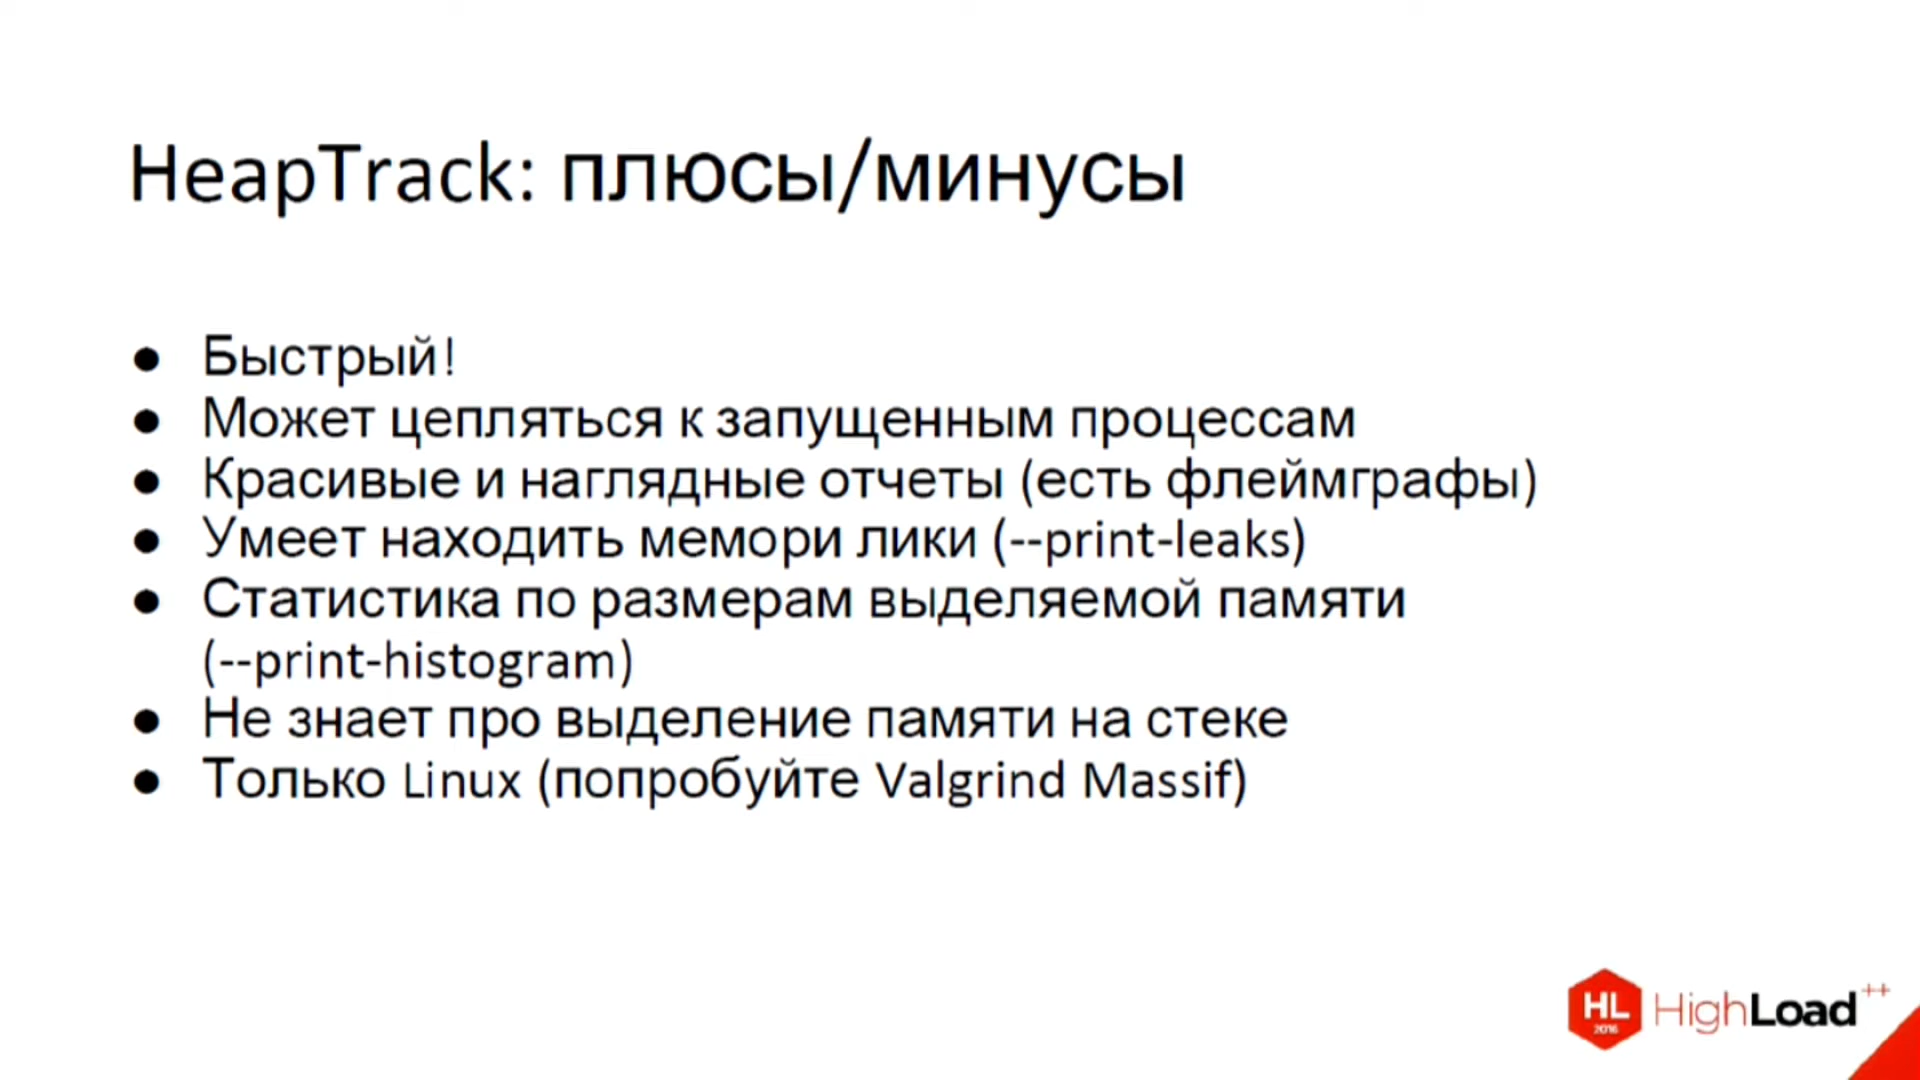 HeapTrack: плюсы/минусы
● Быстрый!
● Может цепляться к запущенным процессам
● Красивые и наглядные отчеты (есть флеймграфы)
● Умеет находить мемори лики (--print-leaks)
● Статистика по размерам выделяемой памяти
(--print-histogram)
● Не знает про выделение памяти на стеке
● Только Linux (попробуйте Valgrind Massif)
HL
2016
HighLoad++